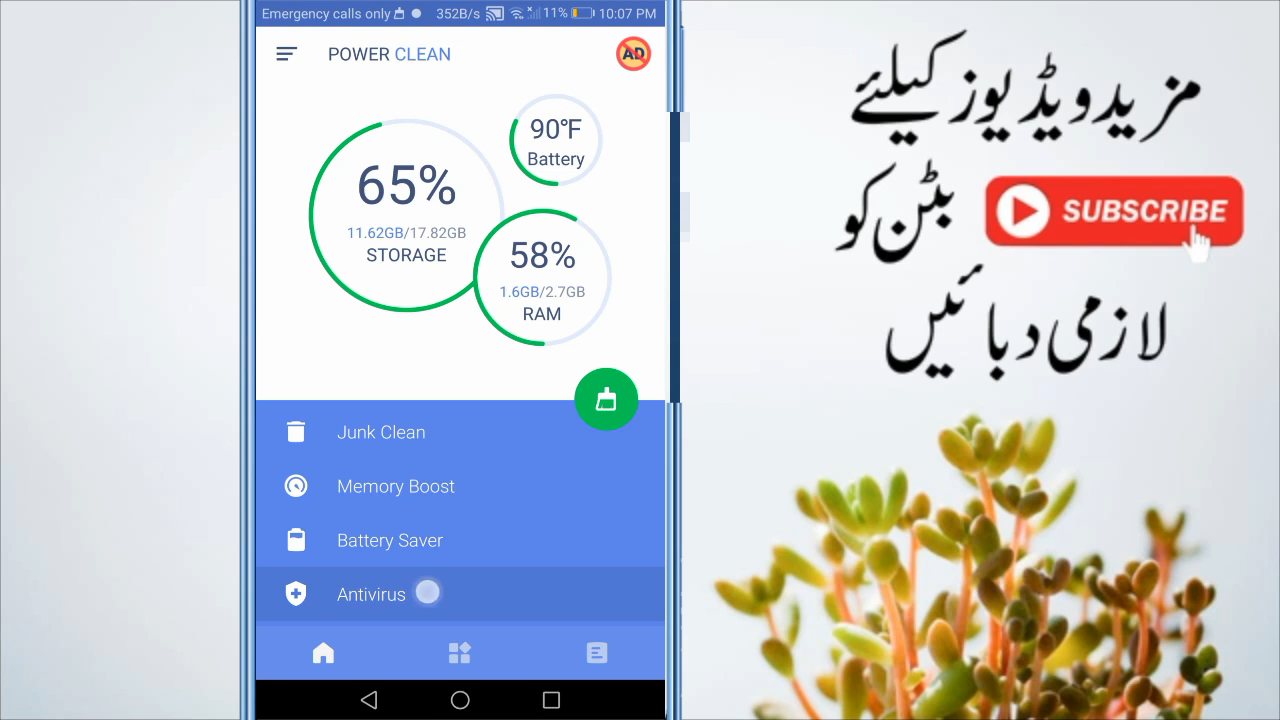 Emergency calls only 352B/s 11% 10:07 PM
POWER CLEAN
AD
90°F
Battery
65%
11.62GB/17.82GB
STORAGE
58%
1.6GB/2.7GB
RAM
Junk Clean
Memory Boost
Battery Saver
Antivirus
مزید ویڈیوز کیلئے
SUBSCRIBE بٹن کو
لازمی دبائیں